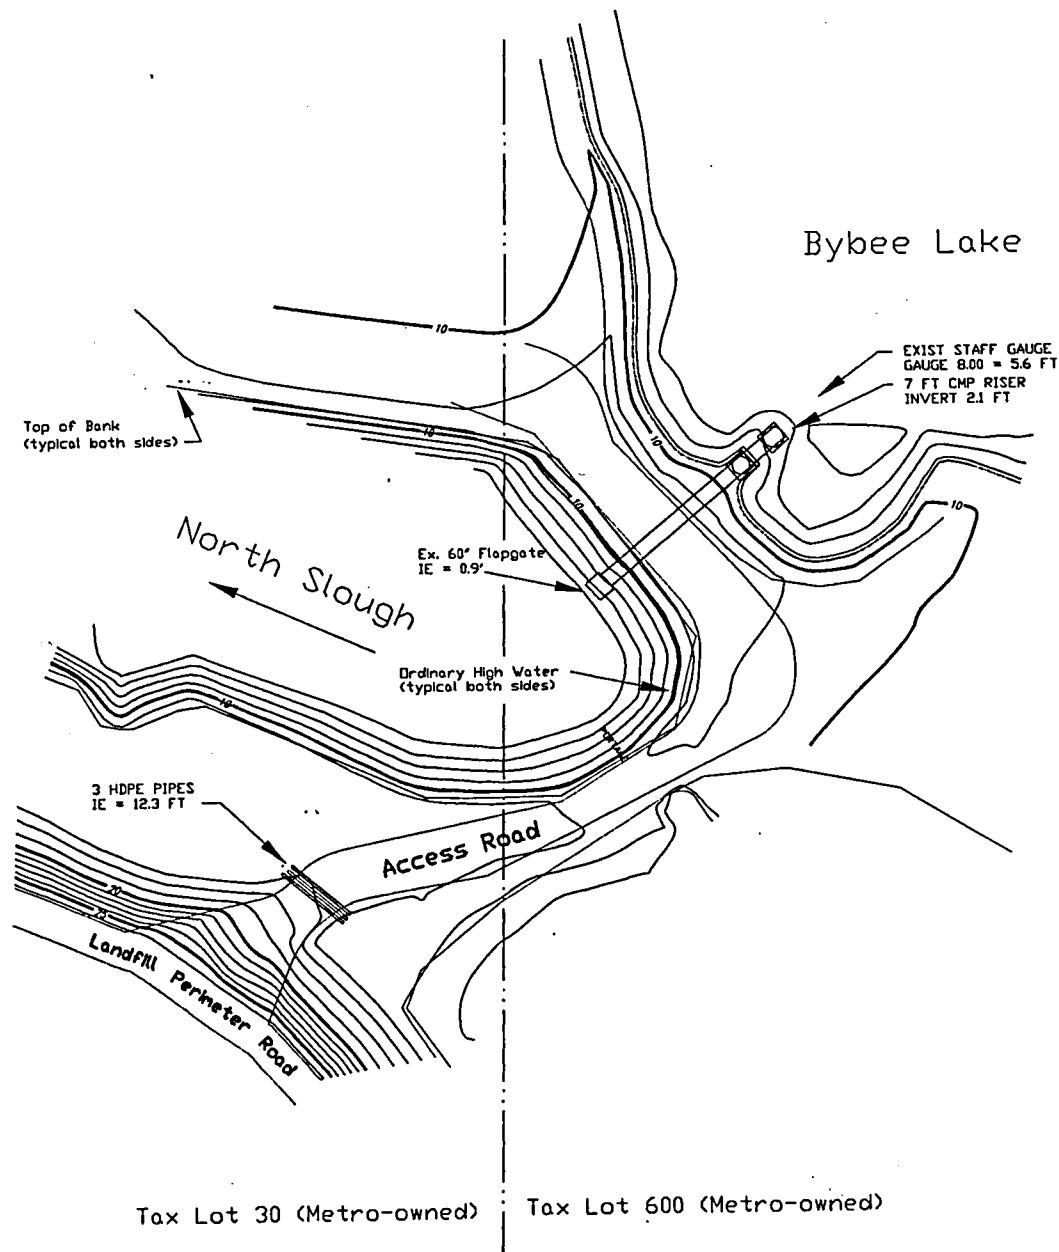 Bybee Lake
10
EXIST STAFF GAUGE
GAUGE 8.00 = 5.6 FT
7 FT CMP RISER
INVERT 2.1 FT
Top of Bank
(typical both sides)
10
10
10
10
North Slough
Ex. 60" Flapgate
IE = 0.9'
Ordinary High Water
(typical both sides)
10
3 HDPE PIPES
IE = 12.3 FT
Access Road
20
25
Landfill Perimeter Road
Tax Lot 30 (Metro-owned)
Tax Lot 600 (Metro-owned)